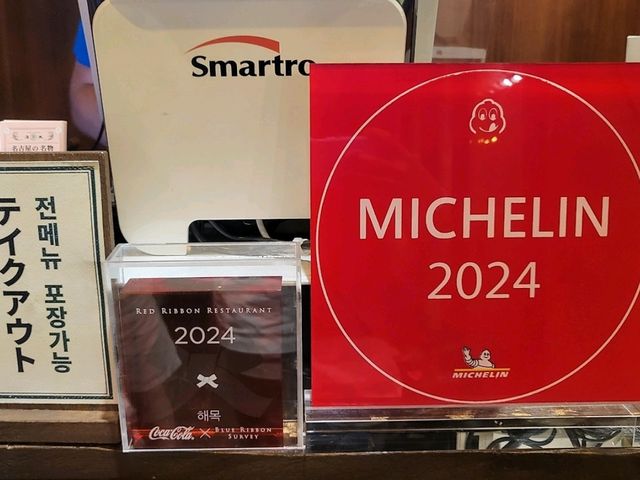 Smartro
名古屋の名物
전메뉴 포장가능
テイクアウト
RED RIBBON RESTAURANT
2024
해목
Coca-Cola × BLUE RIBBON
SURVEY
MICHELIN
2024
MICHELIN